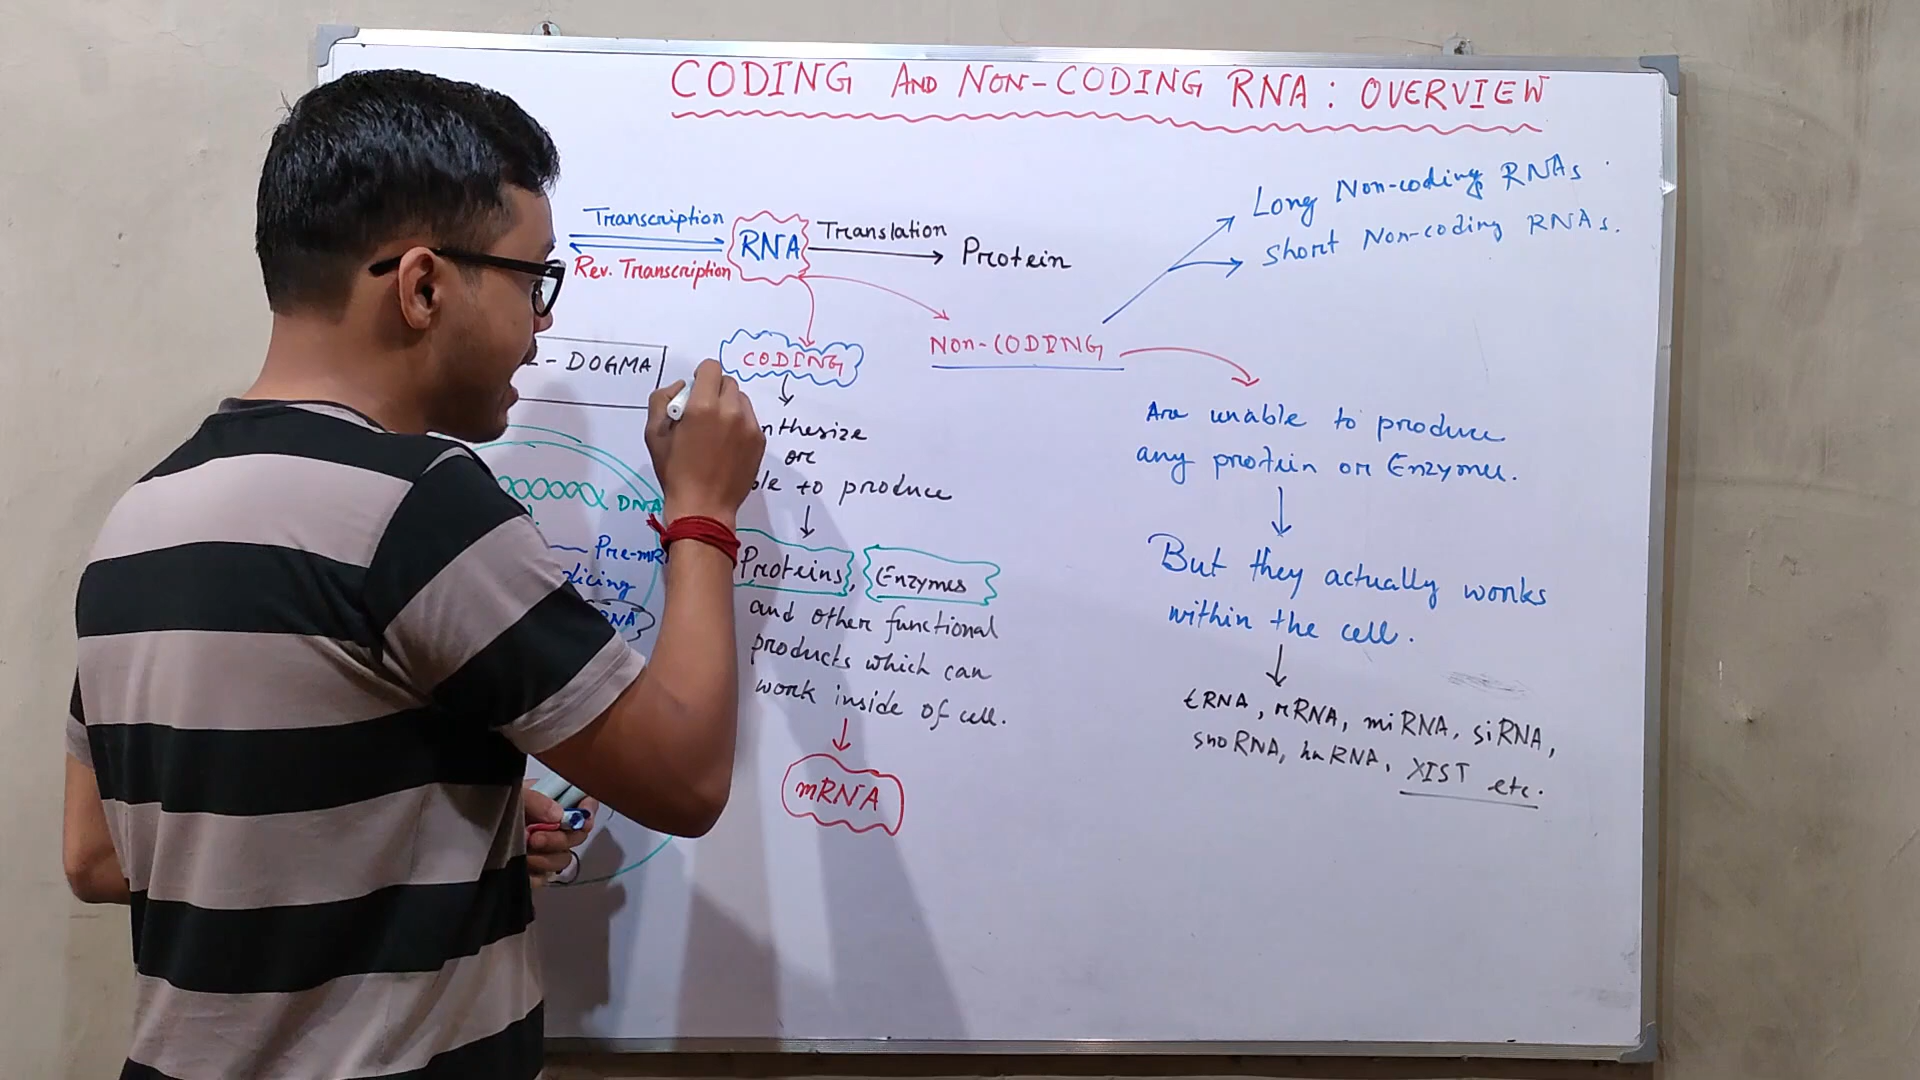 CODING AND NON-CODING RNA : OVERVIEW
Long Non-coding RNAs
short Non-coding RNAs.
Transcription
RNA
Translation
Protein
Rev. Transcription
- DOGMA
CODING
NON-CODING
nthesize
or
ble to produce
Proteins, Enzymes
and other functional
products which can
work inside of cell.
mRNA
DNA
Pre-mR
licing
RNA
Are unable to produce
any protein or Enzymes.
But they actually works
within the cell.
tRNA, rRNA, miRNA, siRNA,
snoRNA, hnRNA, XIST etc.